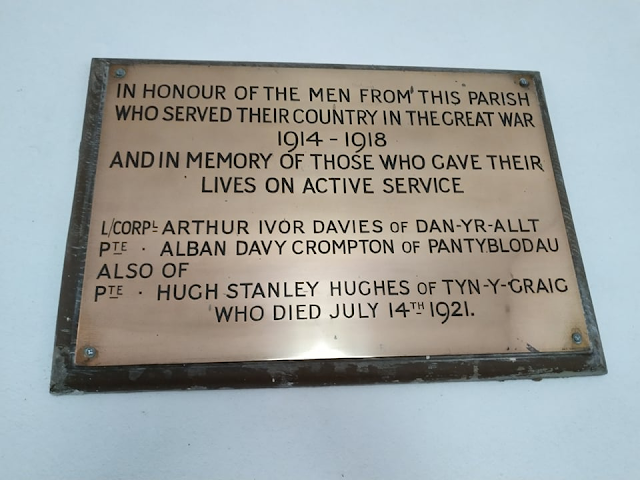 IN HONOUR OF THE MEN FROM THIS PARISH
WHO SERVED THEIR COUNTRY IN THE GREAT WAR
1914 - 1918
AND IN MEMORY OF THOSE WHO GAVE THEIR
LIVES ON ACTIVE SERVICE
L/CORPL ARTHUR IVOR DAVIES OF DAN-YR-ALLT
PTE · ALBAN DAVY CROMPTON OF PANTYBLODAU
ALSO OF
PTE · HUGH STANLEY HUGHES OF TYN-Y-GRAIG
WHO DIED JULY 14TH 1921.